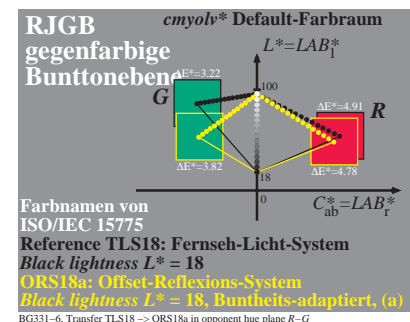 RJGB
gegenfarbige
Bunttonebene
cmyolv* Default-Farbraum
L*=LAB*l
ΔE*=3.22
G
100
ΔE*=4.91
R
ΔE*=3.82
ΔE*=4.78
18
0
C*ab=LAB*r
Farbnamen von
ISO/IEC 15775
Reference TLS18: Fernseh-Licht-System
Black lightness L* = 18
ORS18a: Offset-Reflexions-System
Black lightness L* = 18, Buntheits-adaptiert, (a)
BG331-6, Transfer TLS18 -> ORS18a in opponent hue plane R-G